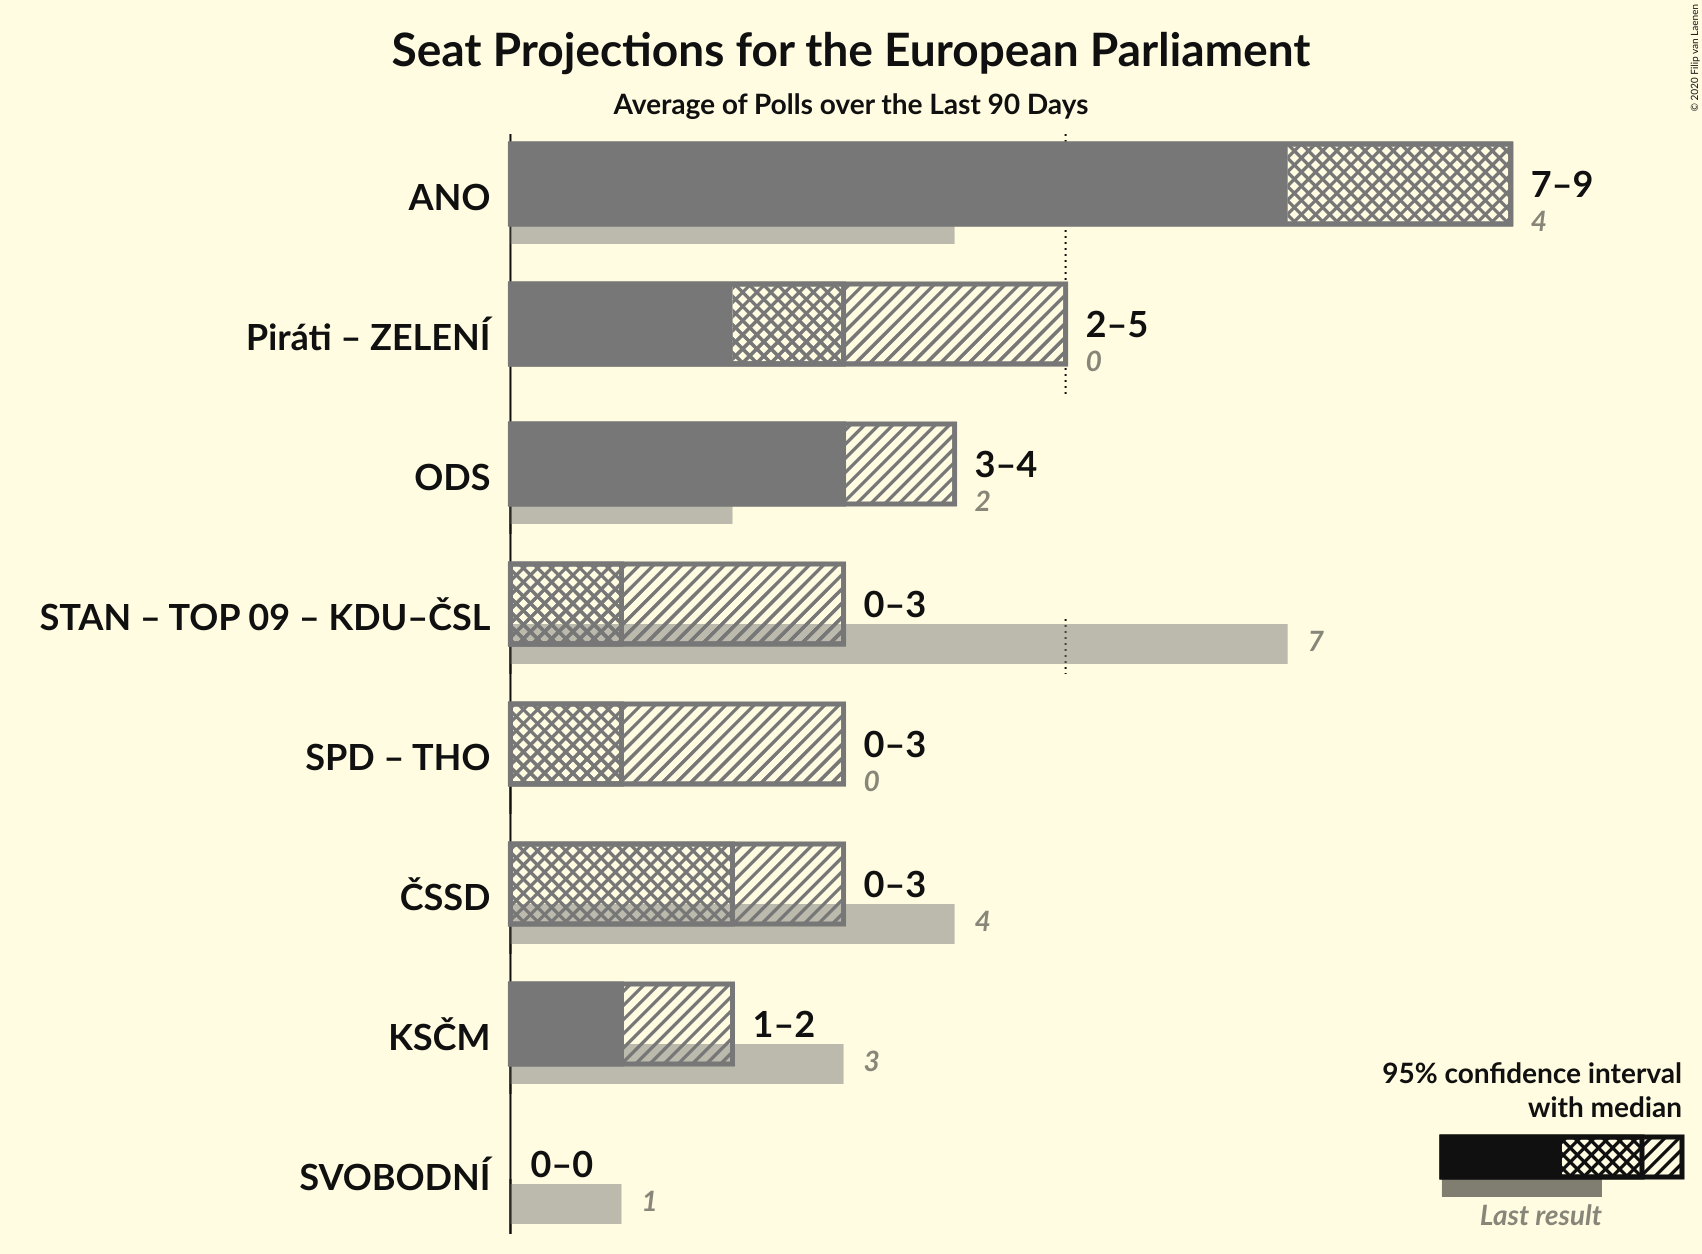 Seat Projections for the European Parliament
Average of Polls over the Last 90 Days
© 2020 Filip van Laenen
ANO
7–9
4
Piráti – ZELENÍ
2–5
0
ODS
3–4
2
STAN – TOP 09 – KDU–ČSL
0–3
7
SPD – THO
0–3
0
ČSSD
0–3
4
KSČM
1–2
3
SVOBODNÍ
0–0
1
95% confidence interval
with median
Last result